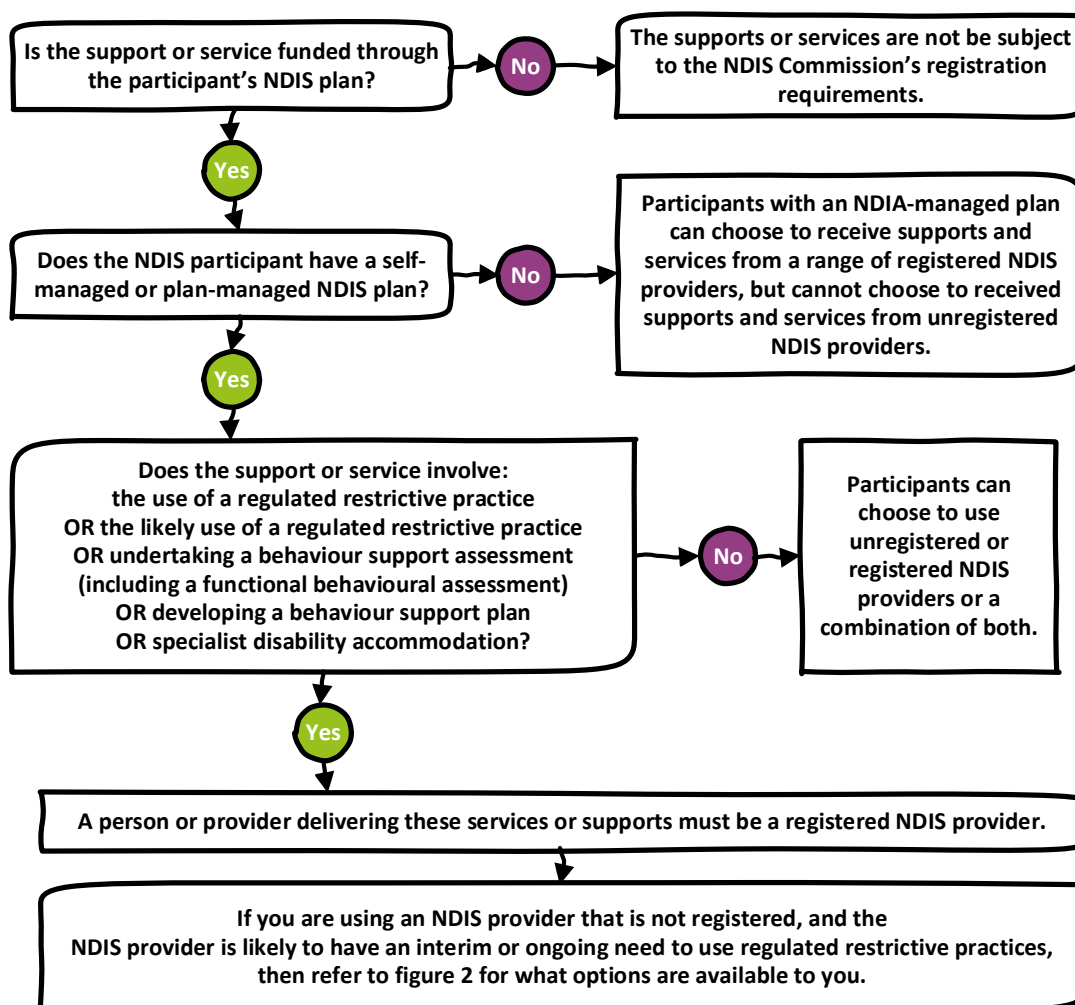 Is the support or service funded through
the participant's NDIS plan?
No
The supports or services are not be subject
to the NDIS Commission's registration
requirements.
Yes
Does the NDIS participant have a self-
managed or plan-managed NDIS plan?
No
Participants with an NDIA-managed plan
can choose to receive supports and
services from a range of registered NDIS
providers, but cannot choose to received
supports and services from unregistered
NDIS providers.
Yes
Does the support or service involve:
the use of a regulated restrictive practice
OR the likely use of a regulated restrictive practice
OR undertaking a behaviour support assessment
(including a functional behavioural assessment)
OR developing a behaviour support plan
OR specialist disability accommodation?
No
Participants can
choose to use
unregistered or
registered NDIS
providers or a
combination of both.
Yes
A person or provider delivering these services or supports must be a registered NDIS provider.
If you are using an NDIS provider that is not registered, and the
NDIS provider is likely to have an interim or ongoing need to use regulated restrictive practices,
then refer to figure 2 for what options are available to you.